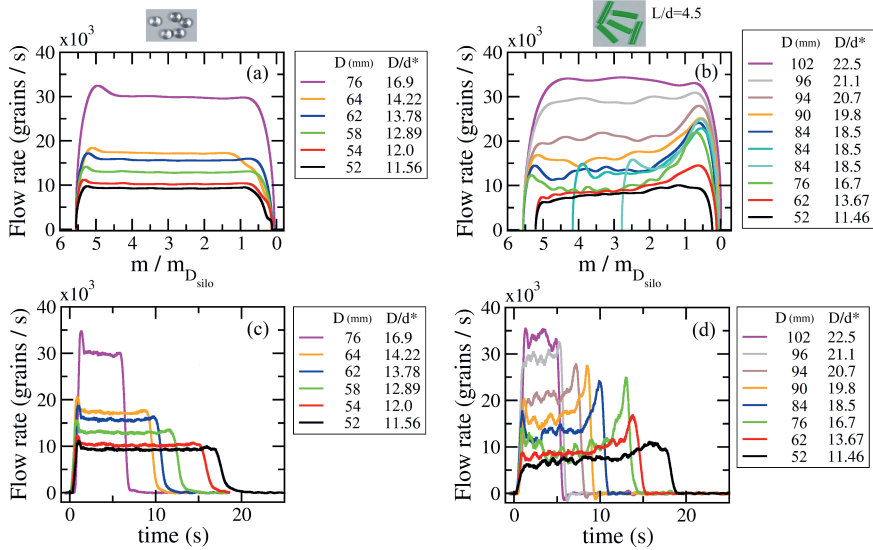 L/d=4.5
x10³
(a)
Flow rate (grains / s)
40
30
20
10
0
6 5 4 3 2 1 0
m / m_D_silo
D (mm) D/d*
76 16.9
64 14.22
62 13.78
58 12.89
54 12.0
52 11.56
x10³
(b)
Flow rate (grains / s)
40
30
20
10
0
6 5 4 3 2 1 0
m / m_D_silo
D (mm) D/d*
102 22.5
96 21.1
94 20.7
90 19.8
84 18.5
84 18.5
84 18.5
76 16.7
62 13.67
52 11.46
x10³
(c)
Flow rate (grains / s)
40
30
20
10
0
0 10 20
time (s)
D (mm) D/d*
76 16.9
64 14.22
62 13.78
58 12.89
54 12.0
52 11.56
x10³
(d)
Flow rate (grains / s)
40
30
20
10
0
0 10 20
time (s)
D (mm) D/d*
102 22.5
96 21.1
94 20.7
90 19.8
84 18.5
76 16.7
62 13.67
52 11.46